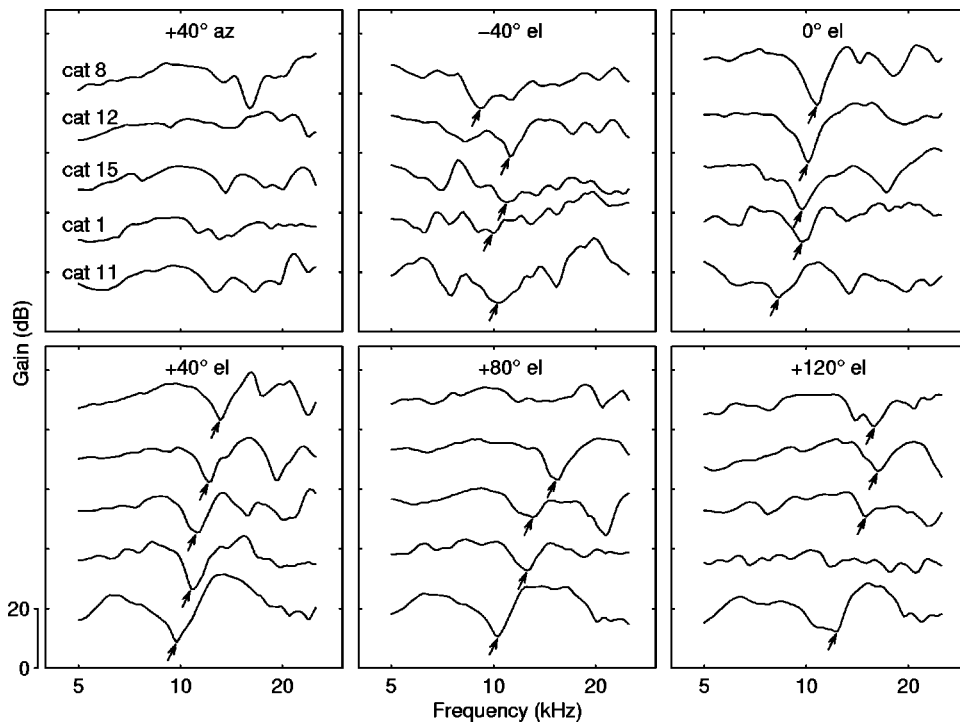 +40° az
−40° el
0° el
cat 8
cat 12
cat 15
cat 1
cat 11
Gain (dB)
+40° el
+80° el
+120° el
20
0
5 10 20
5 10 20
5 10 20
Frequency (kHz)